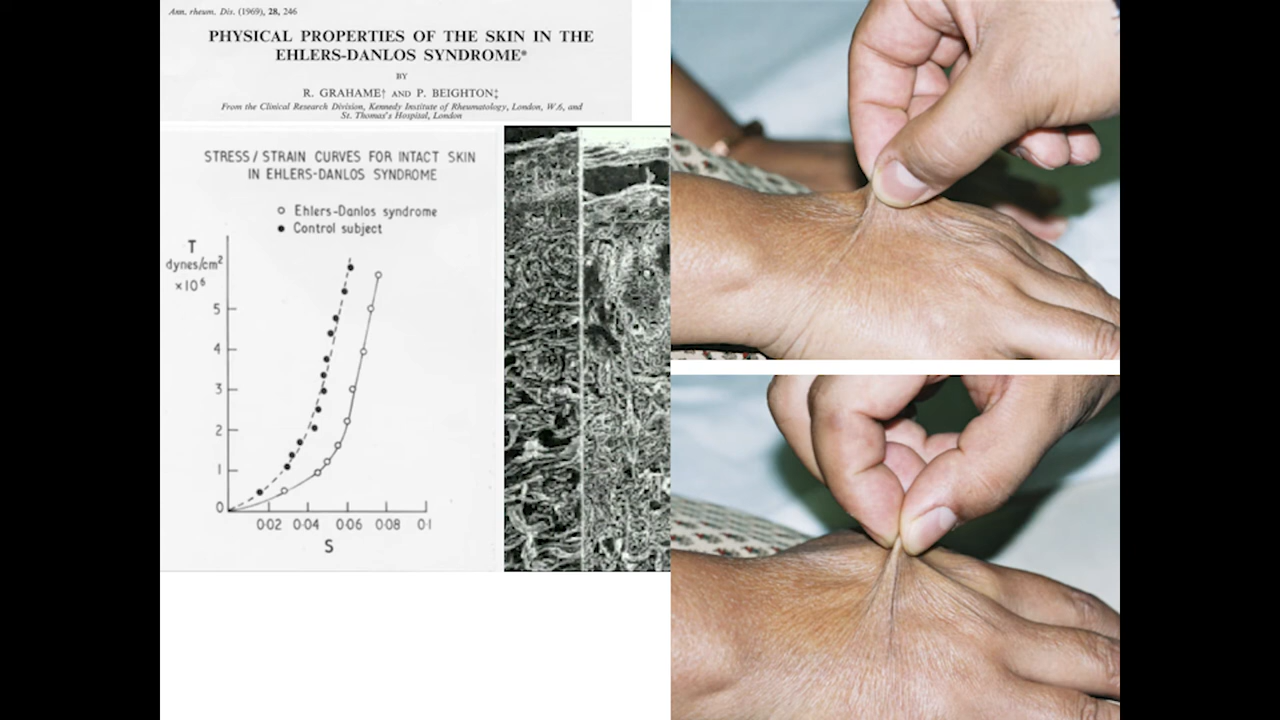 Ann. rheum. Dis. (1969), 28, 246
PHYSICAL PROPERTIES OF THE SKIN IN THE
EHLERS-DANLOS SYNDROME*
BY
R. GRAHAME† AND P. BEIGHTON‡
From the Clinical Research Division, Kennedy Institute of Rheumatology, London, W.6, and
St. Thomas's Hospital, London
STRESS/STRAIN CURVES FOR INTACT SKIN
IN EHLERS-DANLOS SYNDROME
Ehlers-Danlos syndrome
Control subject
T
dynes/cm²
×10⁶
5
4
3
2
1
0
0·02 0·04 0·06 0·08 0·1
S